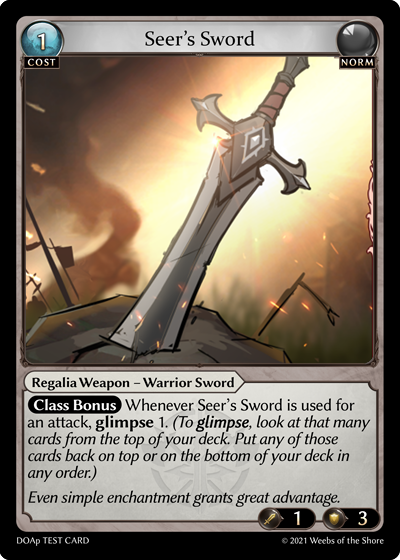 1
Seer's Sword
COST
NORM
Regalia Weapon – Warrior Sword
Class Bonus Whenever Seer's Sword is used for
an attack, glimpse 1. (To glimpse, look at that many
cards from the top of your deck. Put any of those
cards back on top or on the bottom of your deck in
any order.)
Even simple enchantment grants great advantage.
1 3
DOAp TEST CARD
© 2021 Weebs of the Shore